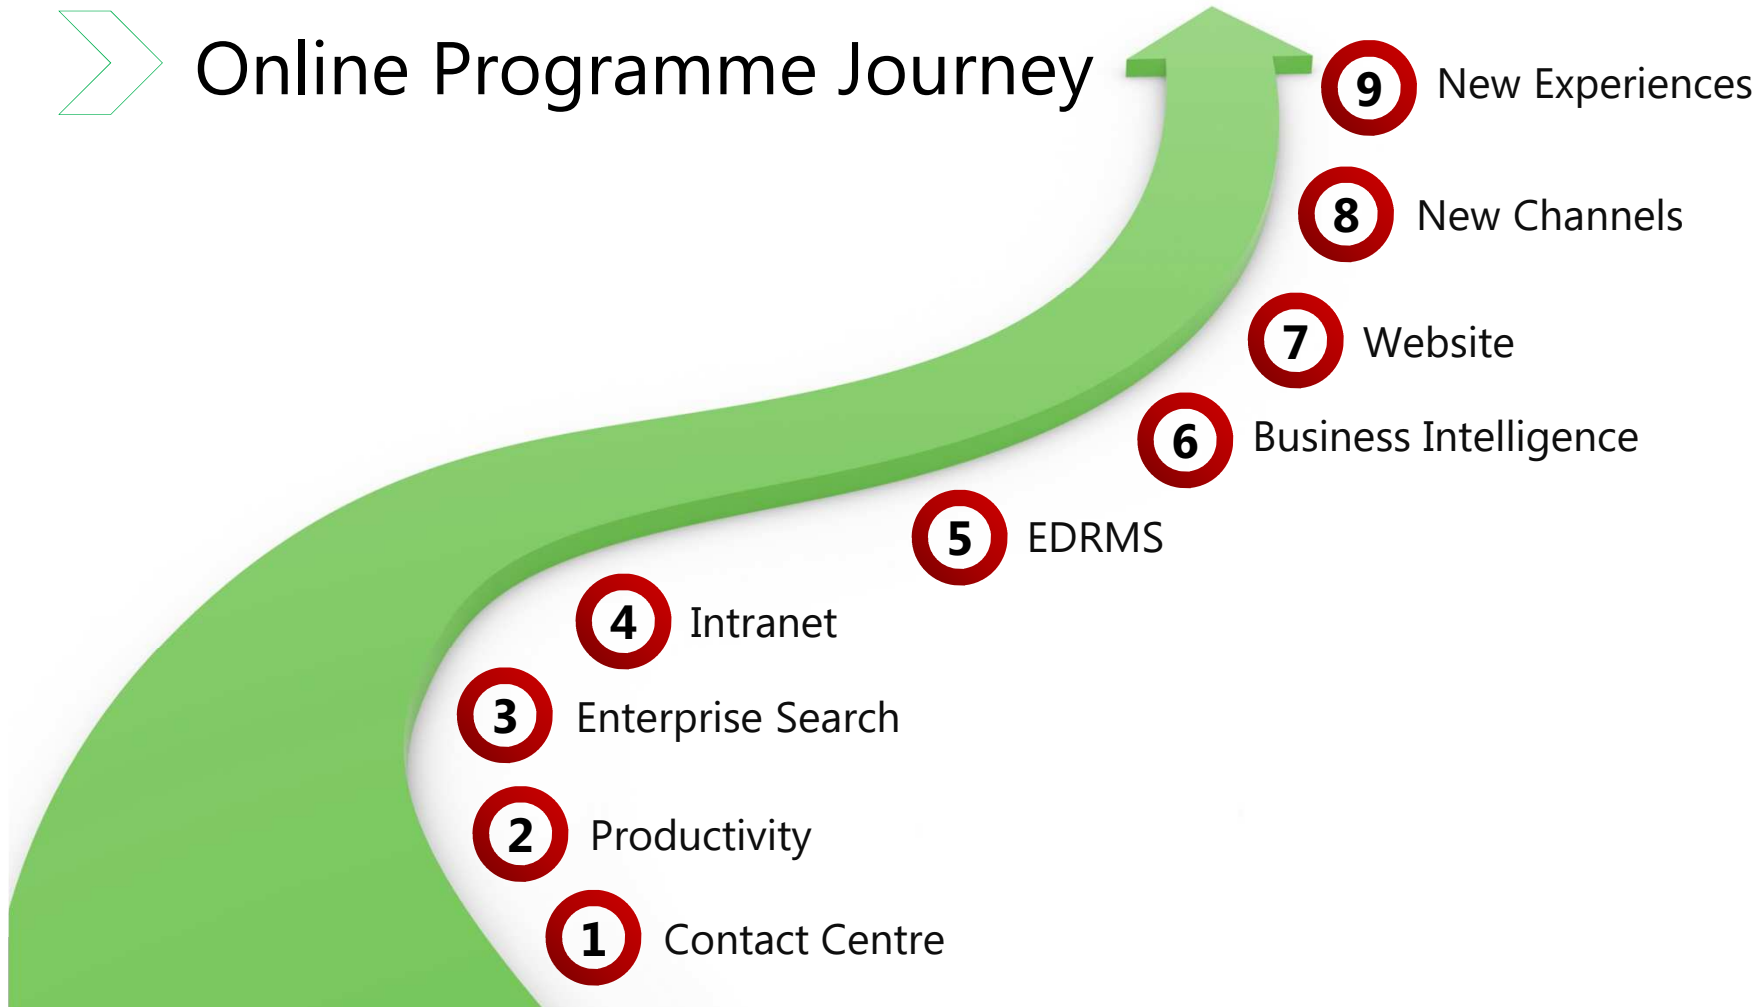 Online Programme Journey
9 New Experiences
8 New Channels
7 Website
6 Business Intelligence
5 EDRMS
4 Intranet
3 Enterprise Search
2 Productivity
1 Contact Centre